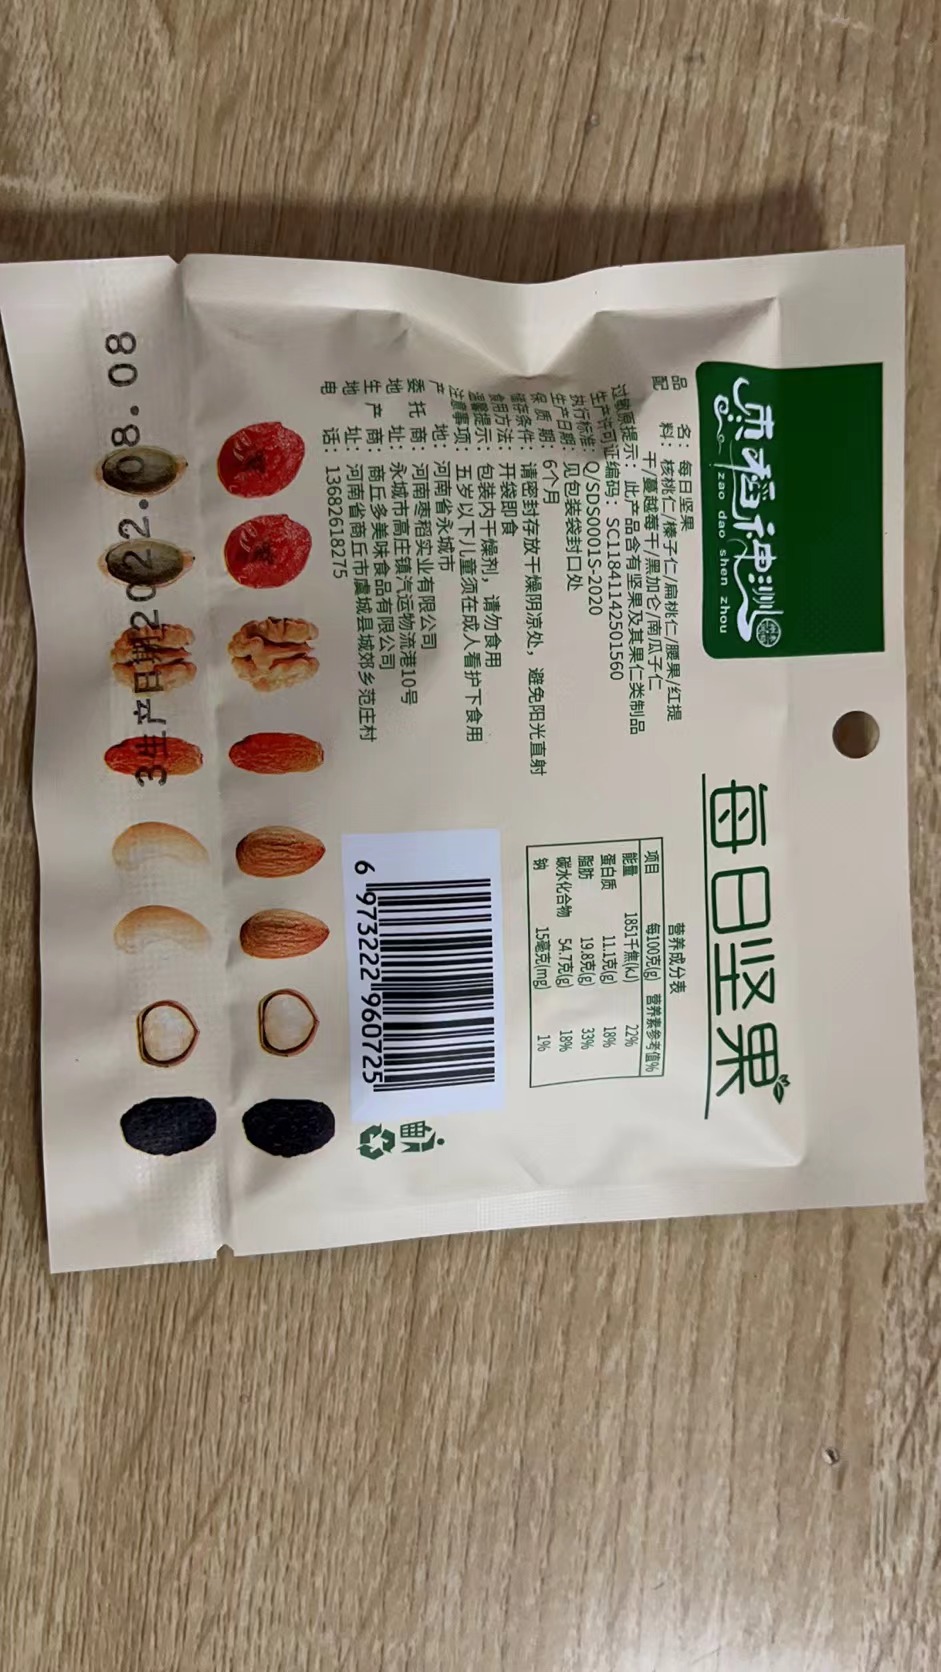 枣稻神洲
zao dao shen zhou
每日坚果
品 名：每日坚果
配 料：核桃仁/榛子仁/扁桃仁/腰果/红提
干/蔓越莓干/黑加仑/南瓜子仁
过敏原提示：此产品含有坚果及其果仁类制品
生产许可证编码：SC11841142501560
执行标准：Q/SDS0001S-2020
生产日期：见包装袋封口处
保 质 期：6个月
储存条件：请密封存放干燥阴凉处，避免阳光直射
食用方法：开袋即食
温馨提示：包装内干燥剂，请勿食用
注意事项：五岁以下儿童须在成人看护下食用
产 地：河南省永城市
委 托 商：河南枣稻实业有限公司
地 址：永城市高庄镇汽运物流港10号
生 产 商：商丘多美味食品有限公司
地 址：河南省商丘市虞城县城郊乡范庄村
电 话：13682618275
营养成分表
项目 每100克(g) 营养素参考值%
能量 1851千焦(kJ) 22%
蛋白质 11.1克(g) 18%
脂肪 19.8克(g) 33%
碳水化合物 54.7克(g) 18%
钠 15毫克(mg) 1%
6 973222 960725
3生产日期2022.08.08